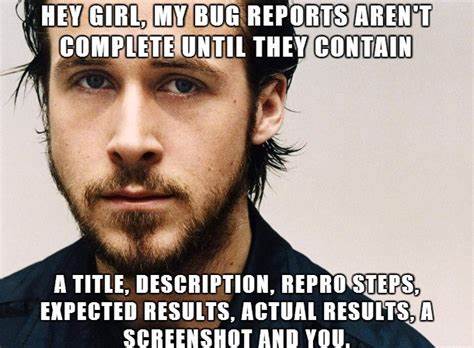 HEY GIRL, MY BUG REPORTS AREN'T
COMPLETE UNTIL THEY CONTAIN
A TITLE, DESCRIPTION, REPRO STEPS,
EXPECTED RESULTS, ACTUAL RESULTS, A
SCREENSHOT AND YOU.